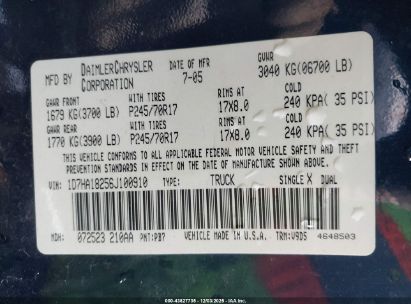 MFD BY DAIMLERCHRYSLER CORPORATION DATE OF MFR 7-05 GVWR 3040 KG(06700 LB)
GAWR FRONT WITH TIRES RIMS AT COLD
1679 KG(3700 LB) P245/70R17 17X8.0 240 KPA( 35 PSI)
GAWR REAR WITH TIRES RIMS AT COLD
1770 KG(3900 LB) P245/70R17 17X8.0 240 KPA( 35 PSI)
THIS VEHICLE CONFORMS TO ALL APPLICABLE FEDERAL MOTOR VEHICLE SAFETY AND THEFT
PREVENTION STANDARDS IN EFFECT ON THE DATE OF MANUFACTURE SHOWN ABOVE.
VIN: 1D7HA18256J100910 TYPE: TRUCK SINGLE X DUAL
MDH: 072523 210AA PNT:PB7 VEHICLE MADE IN U.S.A. TRM:V9D5 4648503